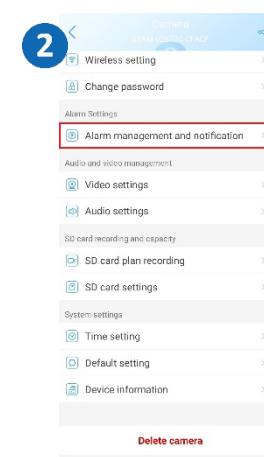 2
Camera
Wireless setting
Change password
Alarm Settings
Alarm management and notification
Audio and video management
Video settings
Audio settings
SD card recording and capacity
SD card plan recording
SD card settings
System settings
Time setting
Default setting
Device information
Delete camera